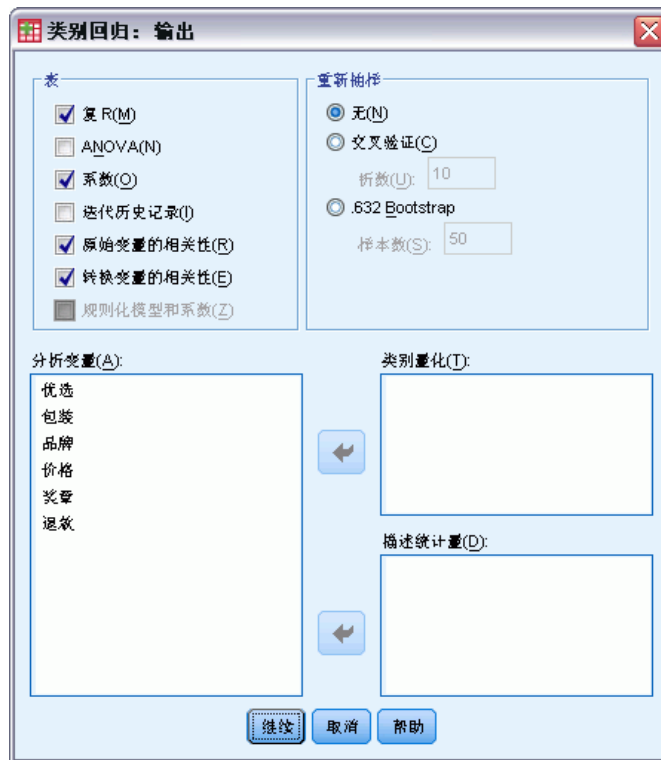 类别回归：输出
表
复 R(M)
ANOVA(N)
系数(O)
迭代历史记录(I)
原始变量的相关性(R)
转换变量的相关性(E)
规则化模型和系数(Z)
重新抽样
无(N)
交叉验证(C)
折数(U): 10
.632 Bootstrap
样本数(S): 50
分析变量(A):
优选
包装
品牌
价格
奖章
退款
类别量化(T):
描述统计量(D):
继续 取消 帮助